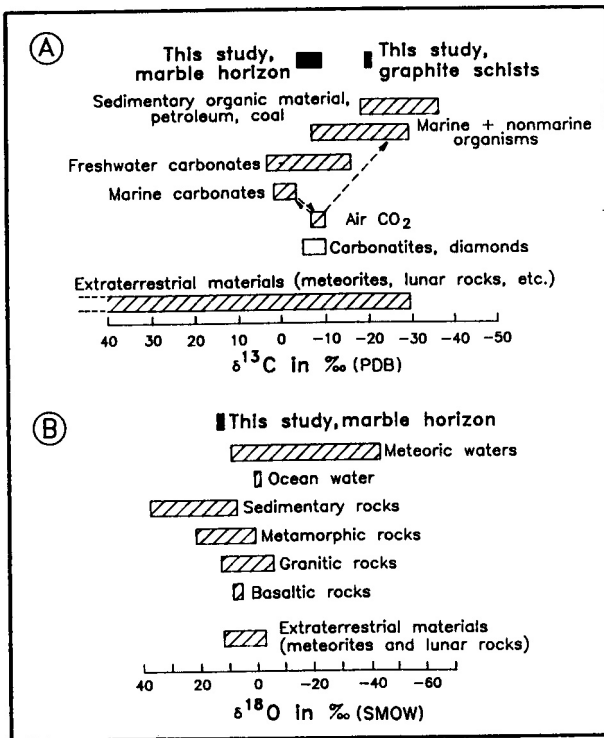 A
This study,
marble horizon
This study,
graphite schists
Sedimentary organic material,
petroleum, coal
Marine + nonmarine
organisms
Freshwater carbonates
Marine carbonates
Air CO₂
Carbonatites, diamonds
Extraterrestrial materials (meteorites, lunar rocks, etc.)
40 30 20 10 0 -10 -20 -30 -40 -50
δ¹³C in ‰ (PDB)
B
This study, marble horizon
Meteoric waters
Ocean water
Sedimentary rocks
Metamorphic rocks
Granitic rocks
Basaltic rocks
Extraterrestrial materials
(meteorites and lunar rocks)
40 20 0 -20 -40 -60
δ¹⁸O in ‰ (SMOW)